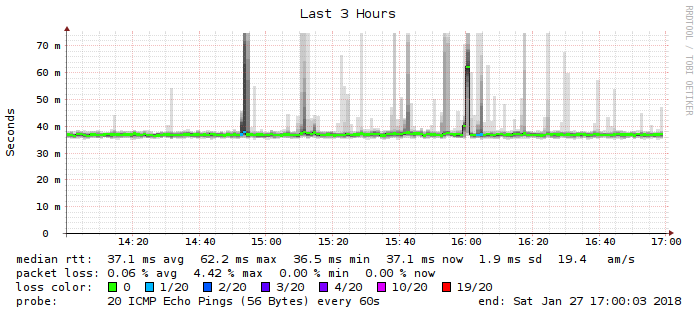 Last 3 Hours
RRDTOOL / TOBI OETIKER
Seconds
70 m
60 m
50 m
40 m
30 m
20 m
10 m
0
14:20 14:40 15:00 15:20 15:40 16:00 16:20 16:40 17:00
median rtt: 37.1 ms avg 62.2 ms max 36.5 ms min 37.1 ms now 1.9 ms sd 19.4 am/s
packet loss: 0.06 % avg 4.42 % max 0.00 % min 0.00 % now
loss color: 0 1/20 2/20 3/20 4/20 10/20 19/20
probe: 20 ICMP Echo Pings (56 Bytes) every 60s end: Sat Jan 27 17:00:03 2018